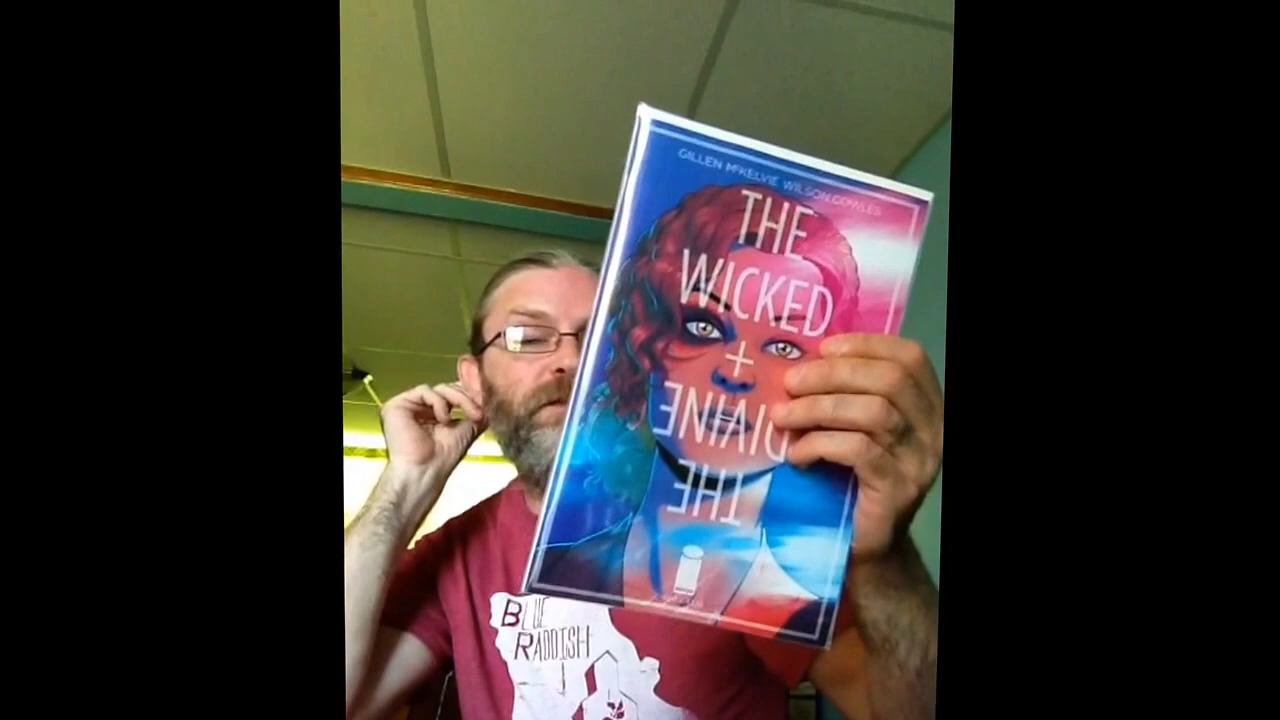 GILLEN McKELVIE WILSON COWLES
THE
WICKED
+
DIVINE
THE
BLUE
RADDISH